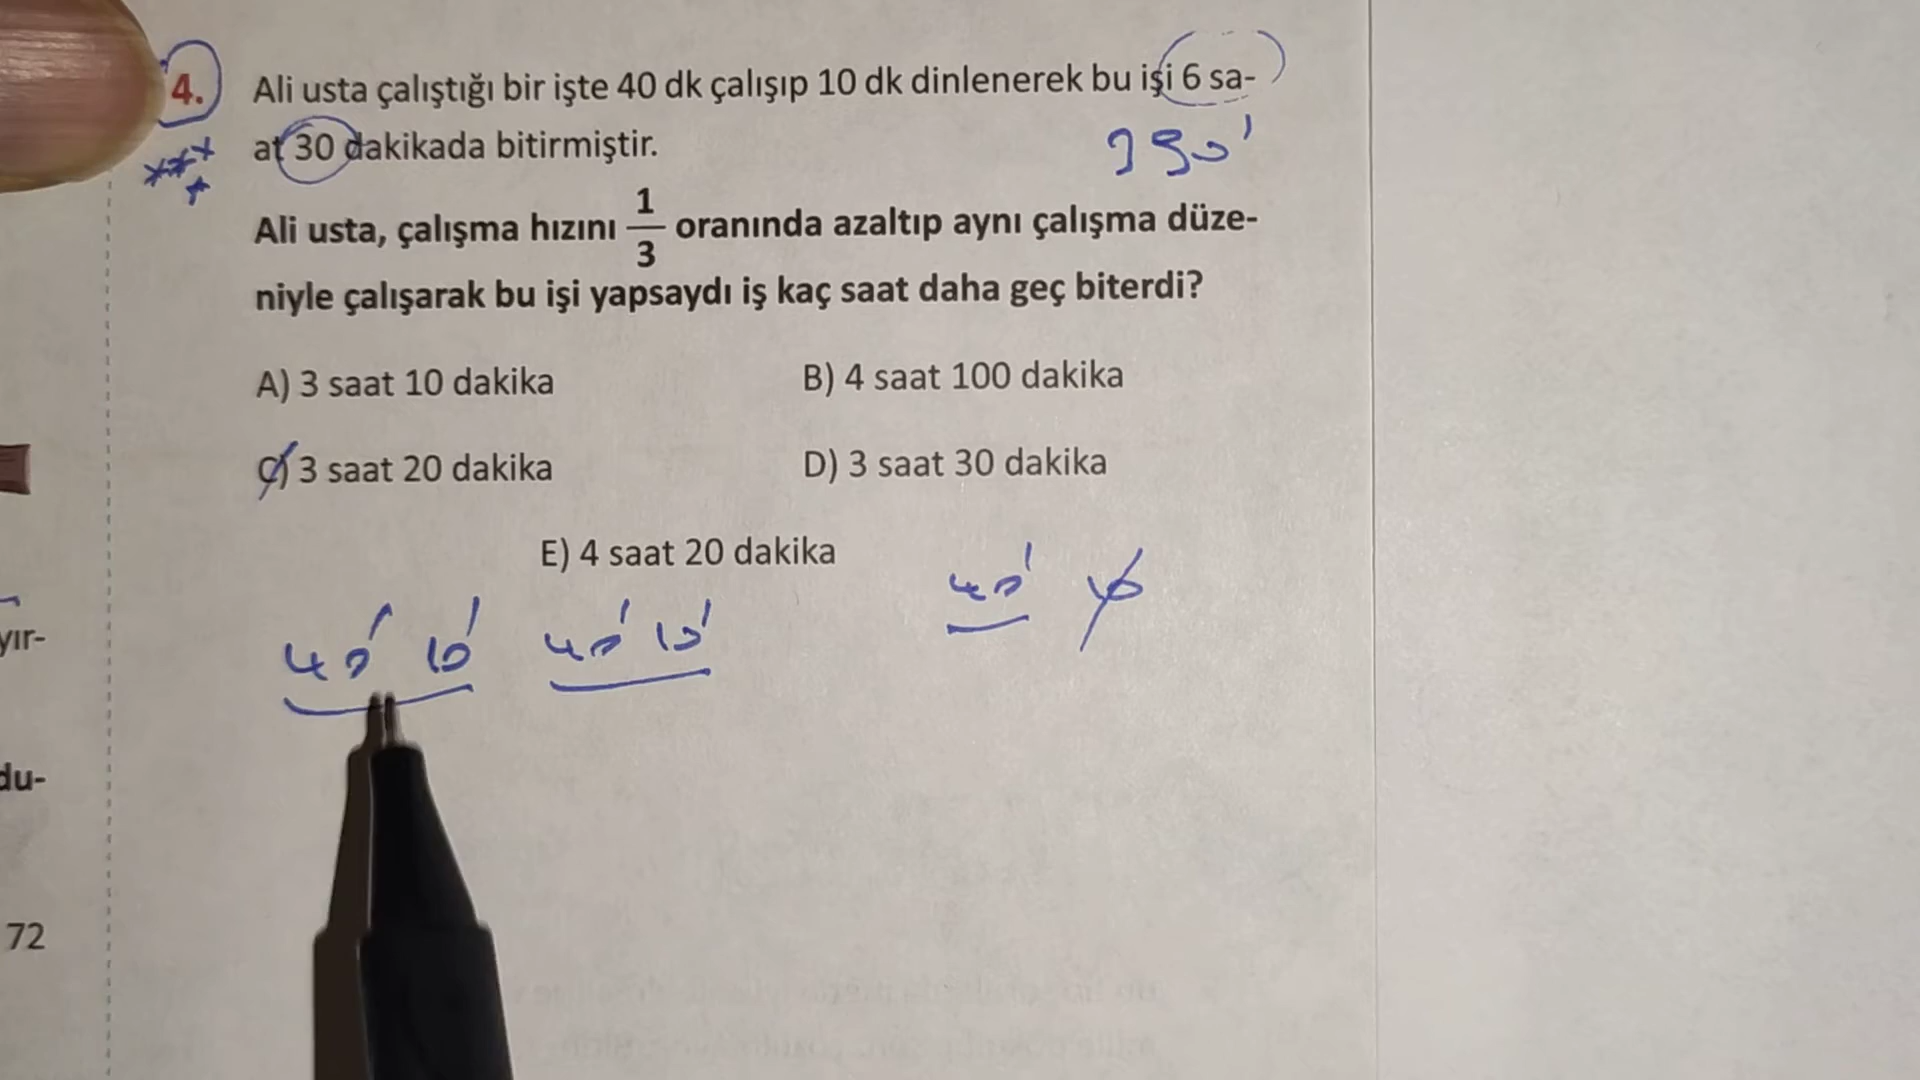 4. Ali usta çalıştığı bir işte 40 dk çalışıp 10 dk dinlenerek bu işi 6 sa-
at 30 dakikada bitirmiştir.
390'
Ali usta, çalışma hızını 1/3 oranında azaltıp aynı çalışma düze-
niyle çalışarak bu işi yapsaydı iş kaç saat daha geç biterdi?
A) 3 saat 10 dakika
B) 4 saat 100 dakika
C) 3 saat 20 dakika
D) 3 saat 30 dakika
E) 4 saat 20 dakika
40' 10' 40' 10' 40' 10
yır-
du-
72